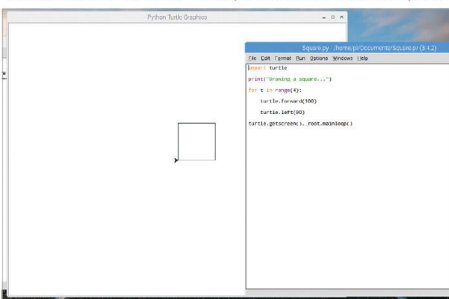 Python Turtle Graphics
Square.py - /home/pi/Documents/Square.py (3.4.2)
File Edit Format Run Options Windows Help
import turtle
print("Drawing a square...")
for t in range(4):
turtle.forward(100)
turtle.left(90)
turtle.getscreen()._root.mainloop()